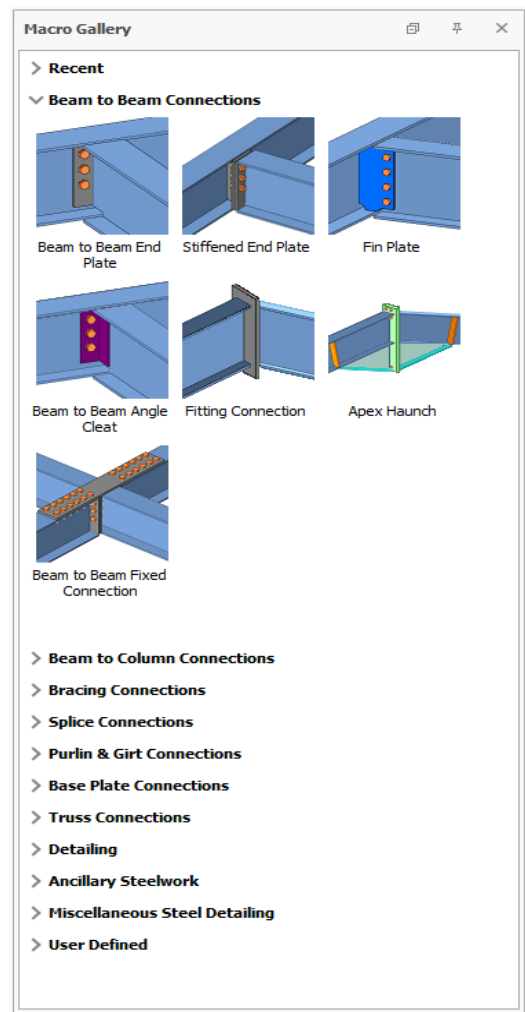 Macro Gallery
Recent
Beam to Beam Connections
Beam to Beam End
Plate
Stiffened End Plate
Fin Plate
Beam to Beam Angle
Cleat
Fitting Connection
Apex Haunch
Beam to Beam Fixed
Connection
Beam to Column Connections
Bracing Connections
Splice Connections
Purlin & Girt Connections
Base Plate Connections
Truss Connections
Detailing
Ancillary Steelwork
Miscellaneous Steel Detailing
User Defined